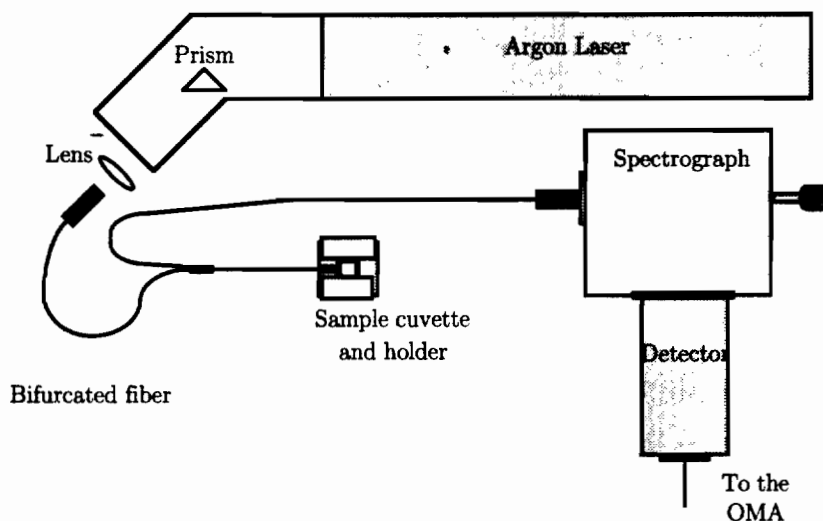 Argon Laser
Prism
Lens
Spectrograph
Sample cuvette
and holder
Detector
Bifurcated fiber
To the
OMA